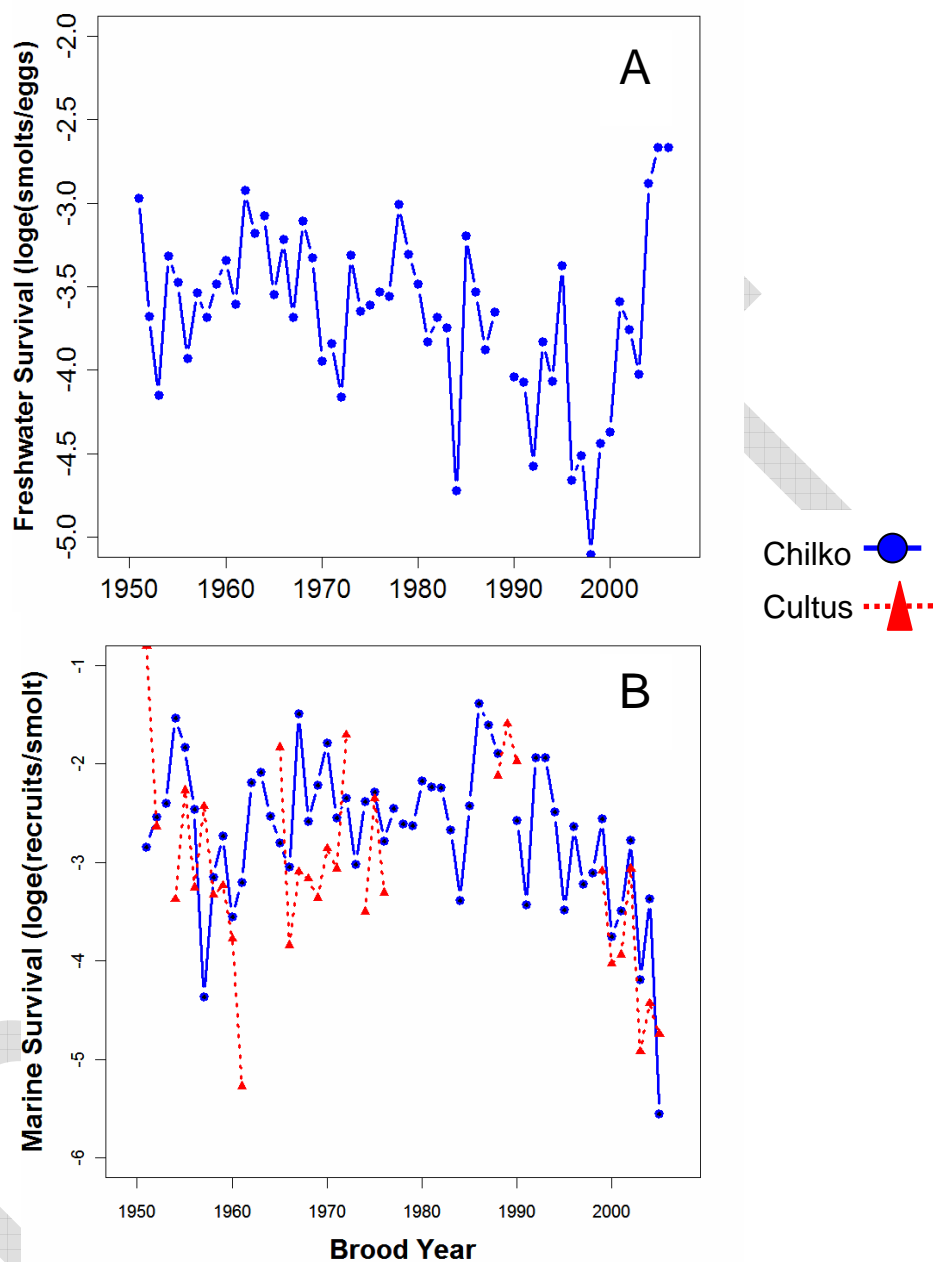 A
Freshwater Survival (loge(smolts/eggs)
-2.0
-2.5
-3.0
-3.5
-4.0
-4.5
-5.0
1950 1960 1970 1980 1990 2000
Chilko
Cultus
B
Marine Survival (loge(recruits/smolt)
-1
-2
-3
-4
-5
-6
1950 1960 1970 1980 1990 2000
Brood Year